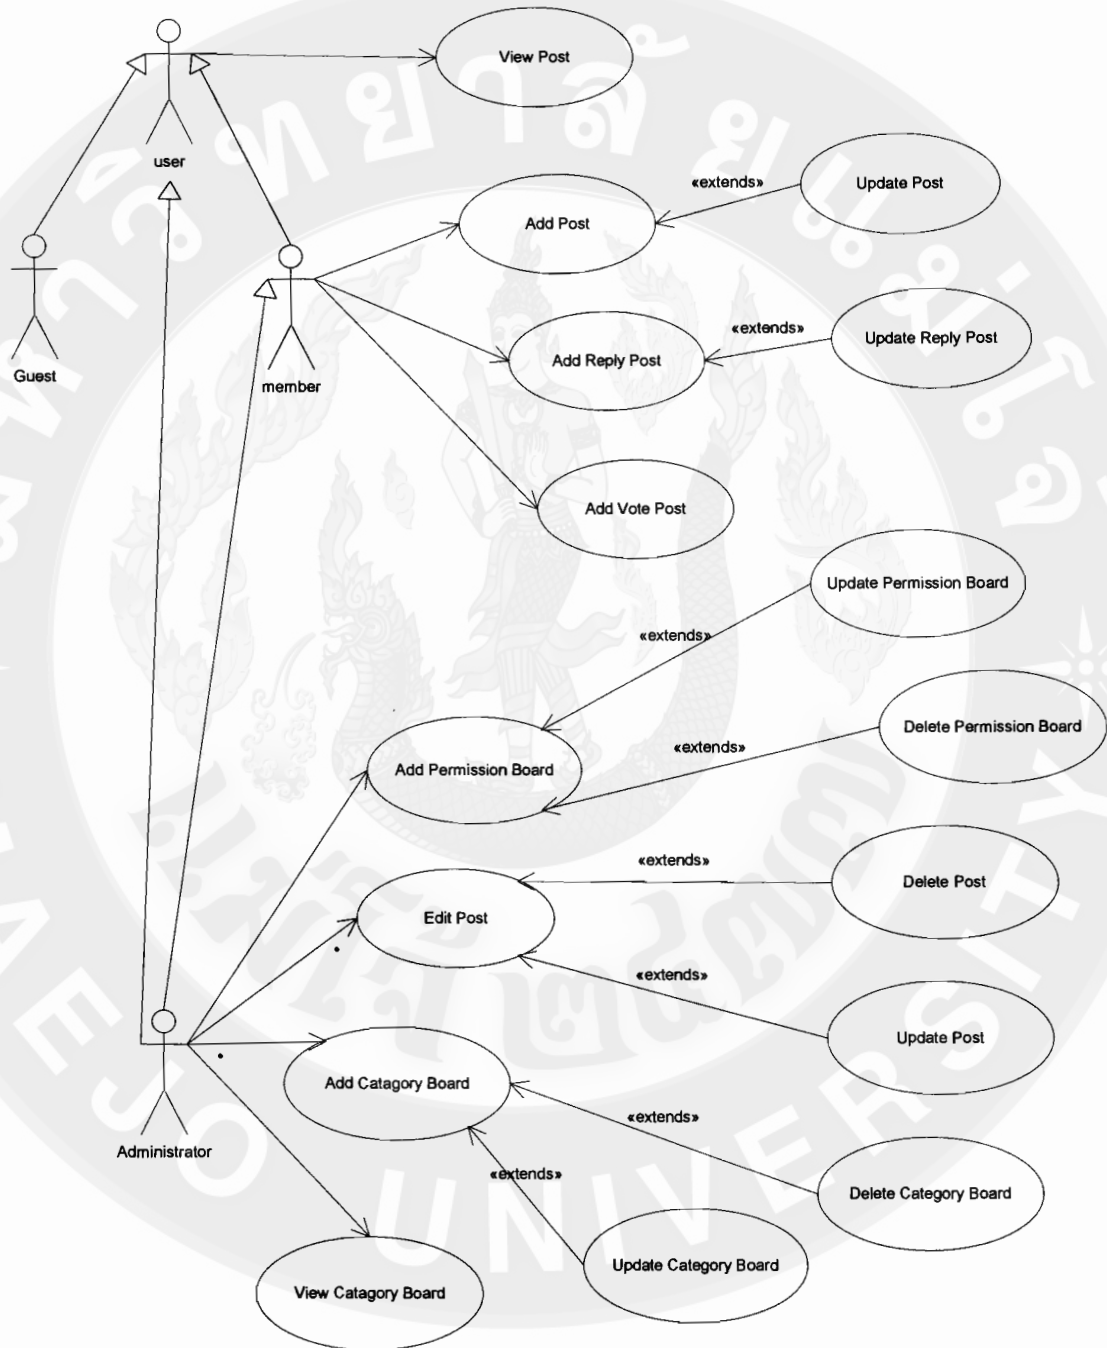 View Post
user
«extends»
Update Post
Add Post
Guest
member
«extends»
Update Reply Post
Add Reply Post
Add Vote Post
Update Permission Board
«extends»
Delete Permission Board
«extends»
Add Permission Board
«extends»
Delete Post
Edit Post
«extends»
Update Post
Add Catagory Board
«extends»
Administrator
«extends»
Delete Category Board
Update Category Board
View Catagory Board
UNIVERSITY